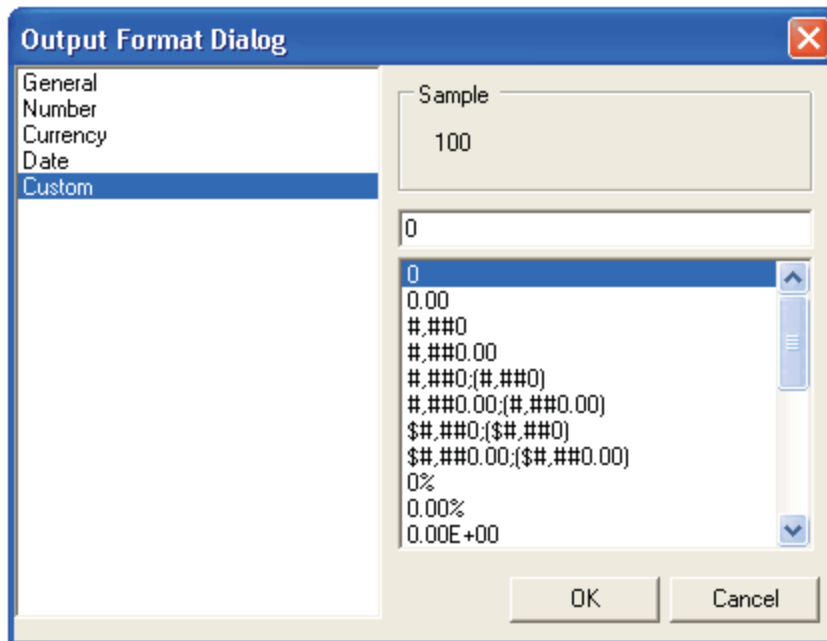 Output Format Dialog
General
Number
Currency
Date
Custom
Sample
100
0
0
0.00
#,##0
#,##0.00
#,##0;(#,##0)
#,##0.00;(#,##0.00)
$#,##0;($#,##0)
$#,##0.00;($#,##0.00)
0%
0.00%
0.00E+00
OK
Cancel